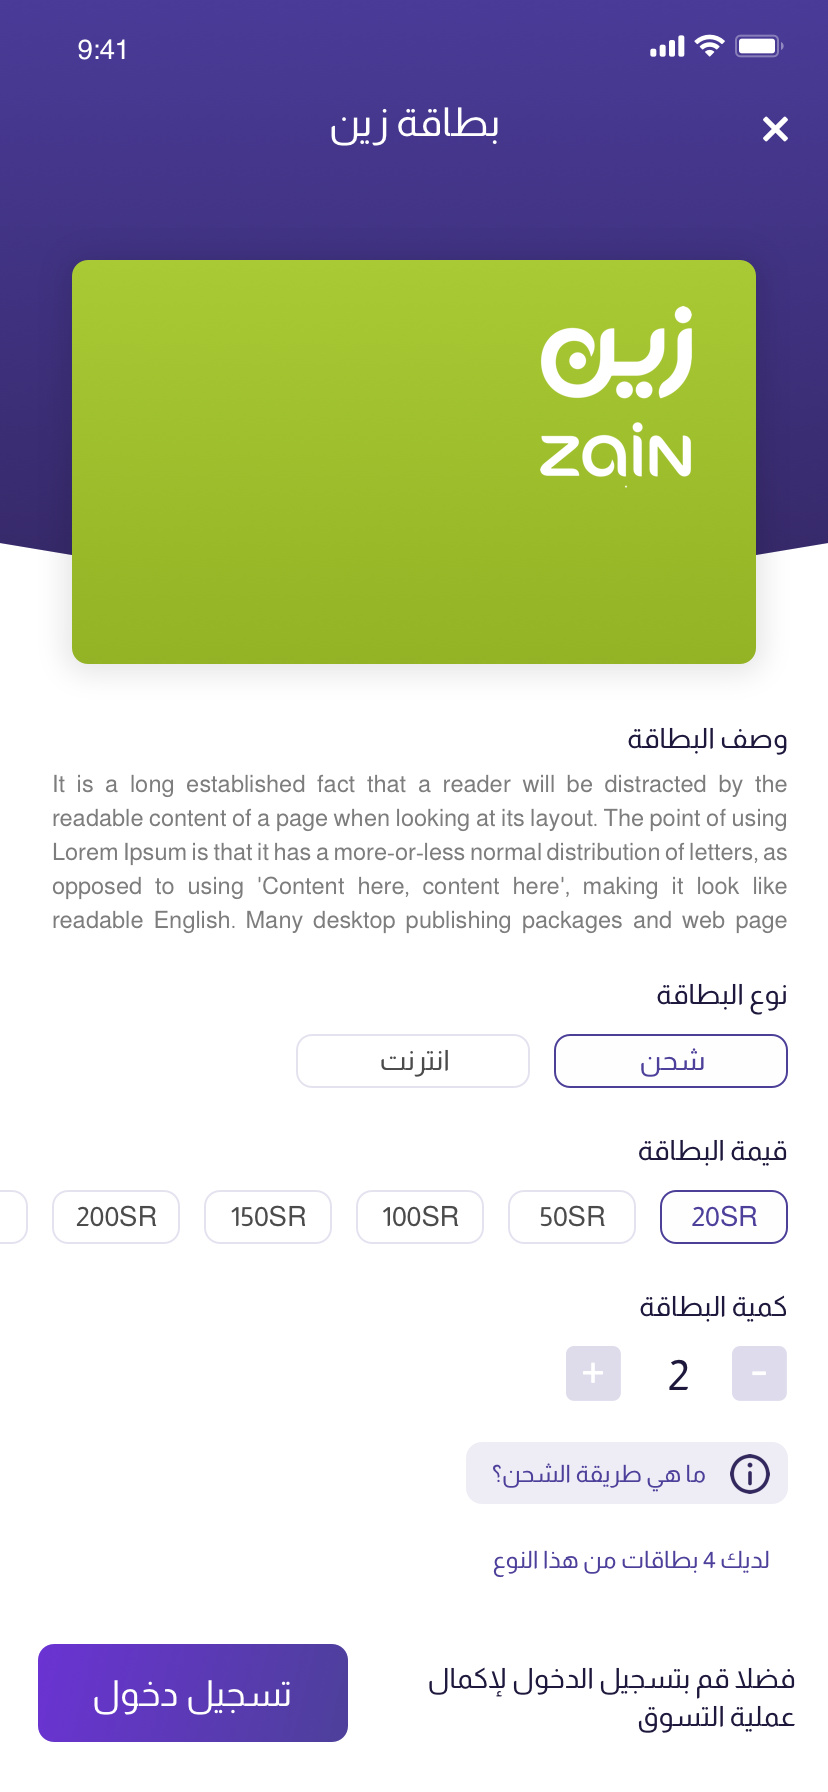 9:41
بطاقة زين
زين
zain
وصف البطاقة
It is a long established fact that a reader will be distracted by the
readable content of a page when looking at its layout. The point of using
Lorem Ipsum is that it has a more-or-less normal distribution of letters, as
opposed to using 'Content here, content here', making it look like
readable English. Many desktop publishing packages and web page
نوع البطاقة
شحن
انترنت
قيمة البطاقة
20SR
50SR
100SR
150SR
200SR
كمية البطاقة
- 2 +
ما هي طريقة الشحن؟
لديك 4 بطاقات من هذا النوع
فضلا قم بتسجيل الدخول لإكمال
عملية التسوق
تسجيل دخول